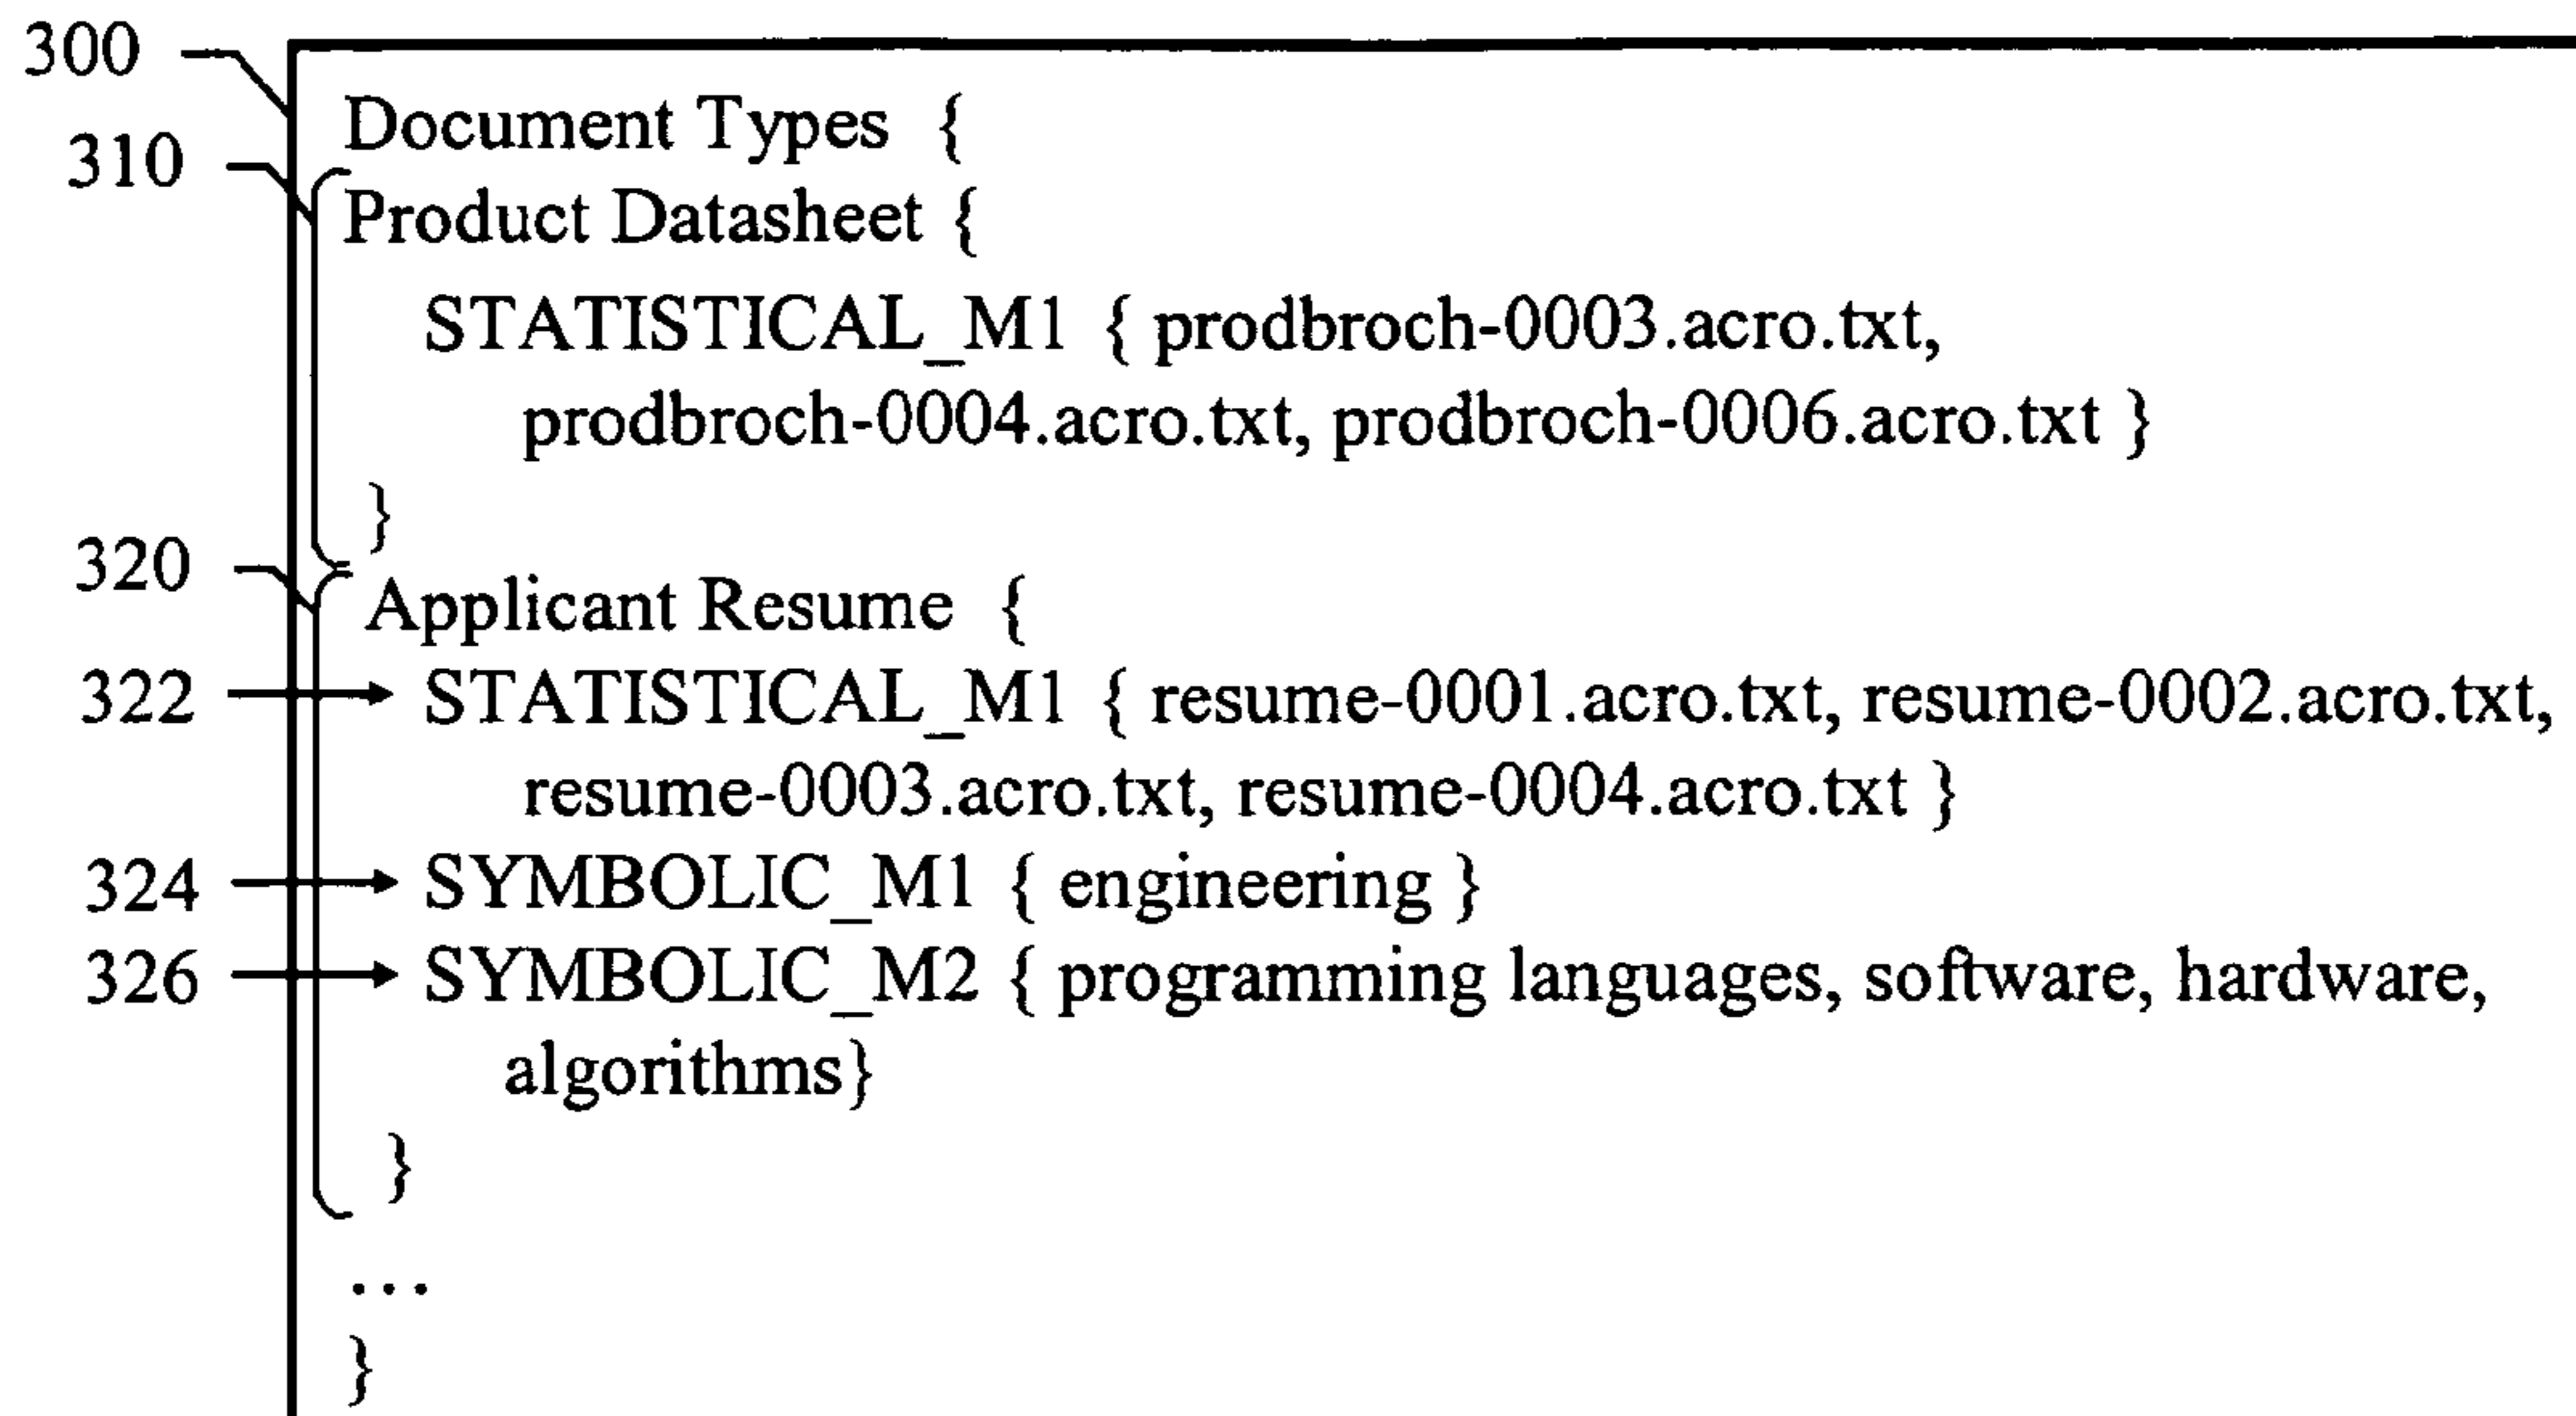 300
Document Types {
310
Product Datasheet {
STATISTICAL_M1 { prodbroch-0003.acro.txt,
prodbroch-0004.acro.txt, prodbroch-0006.acro.txt }
}
320
Applicant Resume {
322 STATISTICAL_M1 { resume-0001.acro.txt, resume-0002.acro.txt,
resume-0003.acro.txt, resume-0004.acro.txt }
324 SYMBOLIC_M1 { engineering }
326 SYMBOLIC_M2 { programming languages, software, hardware,
algorithms}
}
...
}